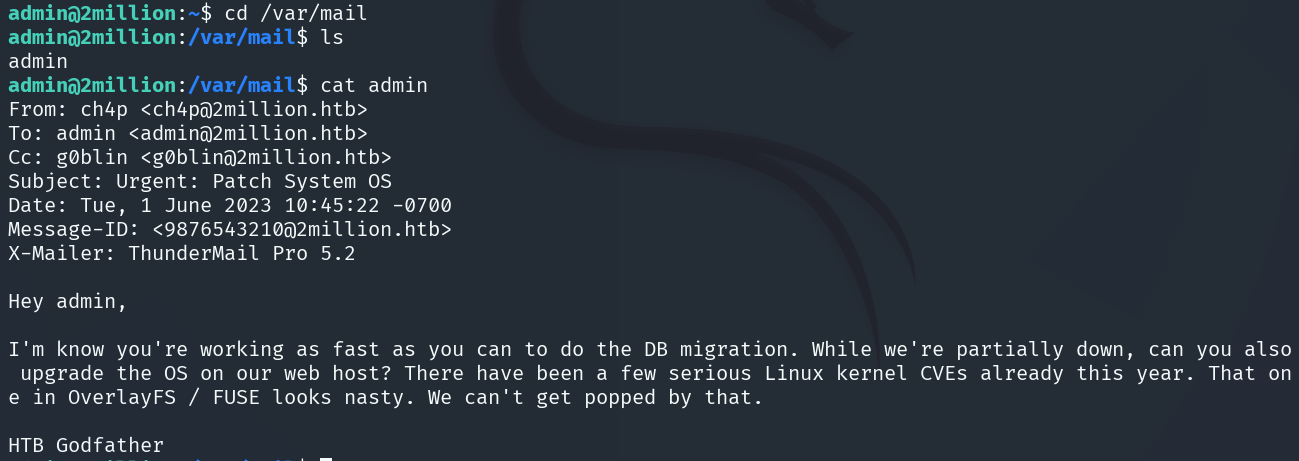 admin@2million:~$ cd /var/mail
admin@2million:/var/mail$ ls
admin
admin@2million:/var/mail$ cat admin
From: ch4p <ch4p@2million.htb>
To: admin <admin@2million.htb>
Cc: g0blin <g0blin@2million.htb>
Subject: Urgent: Patch System OS
Date: Tue, 1 June 2023 10:45:22 -0700
Message-ID: <9876543210@2million.htb>
X-Mailer: ThunderMail Pro 5.2
Hey admin,
I'm know you're working as fast as you can to do the DB migration. While we're partially down, can you also
upgrade the OS on our web host? There have been a few serious Linux kernel CVEs already this year. That on
e in OverlayFS / FUSE looks nasty. We can't get popped by that.
HTB Godfather